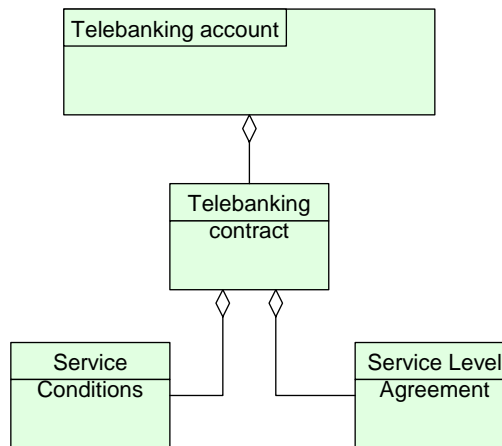 Telebanking account
Telebanking
contract
Service
Conditions
Service Level
Agreement